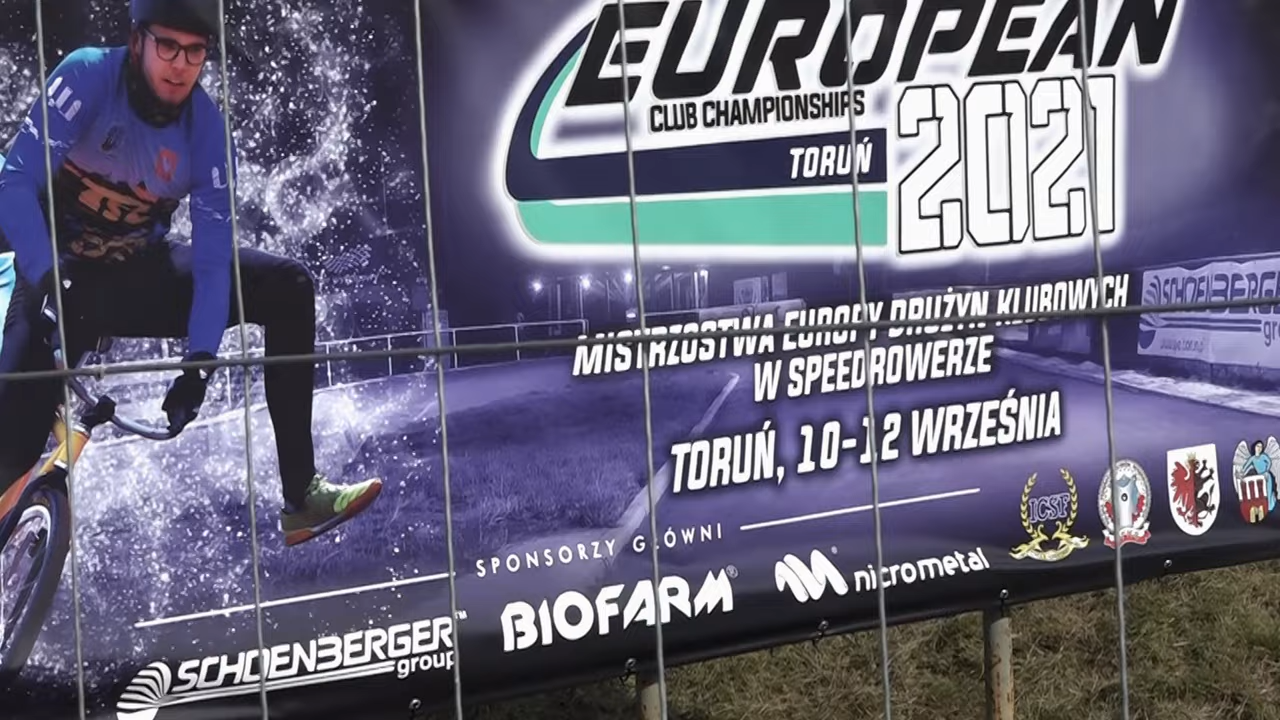 EUROPEAN
CLUB CHAMPIONSHIPS
TORUŃ
2021
MISTRZOSTWA EUROPY DRUŻYN KLUBOWYCH
W SPEEDROWERZE
TORUŃ, 10-12 WRZEŚNIA
SCHOENBERGER
SPONSORZY GŁÓWNI
SCHOENBERGER™
group
BIOFARM®
nicrometal
ICSF